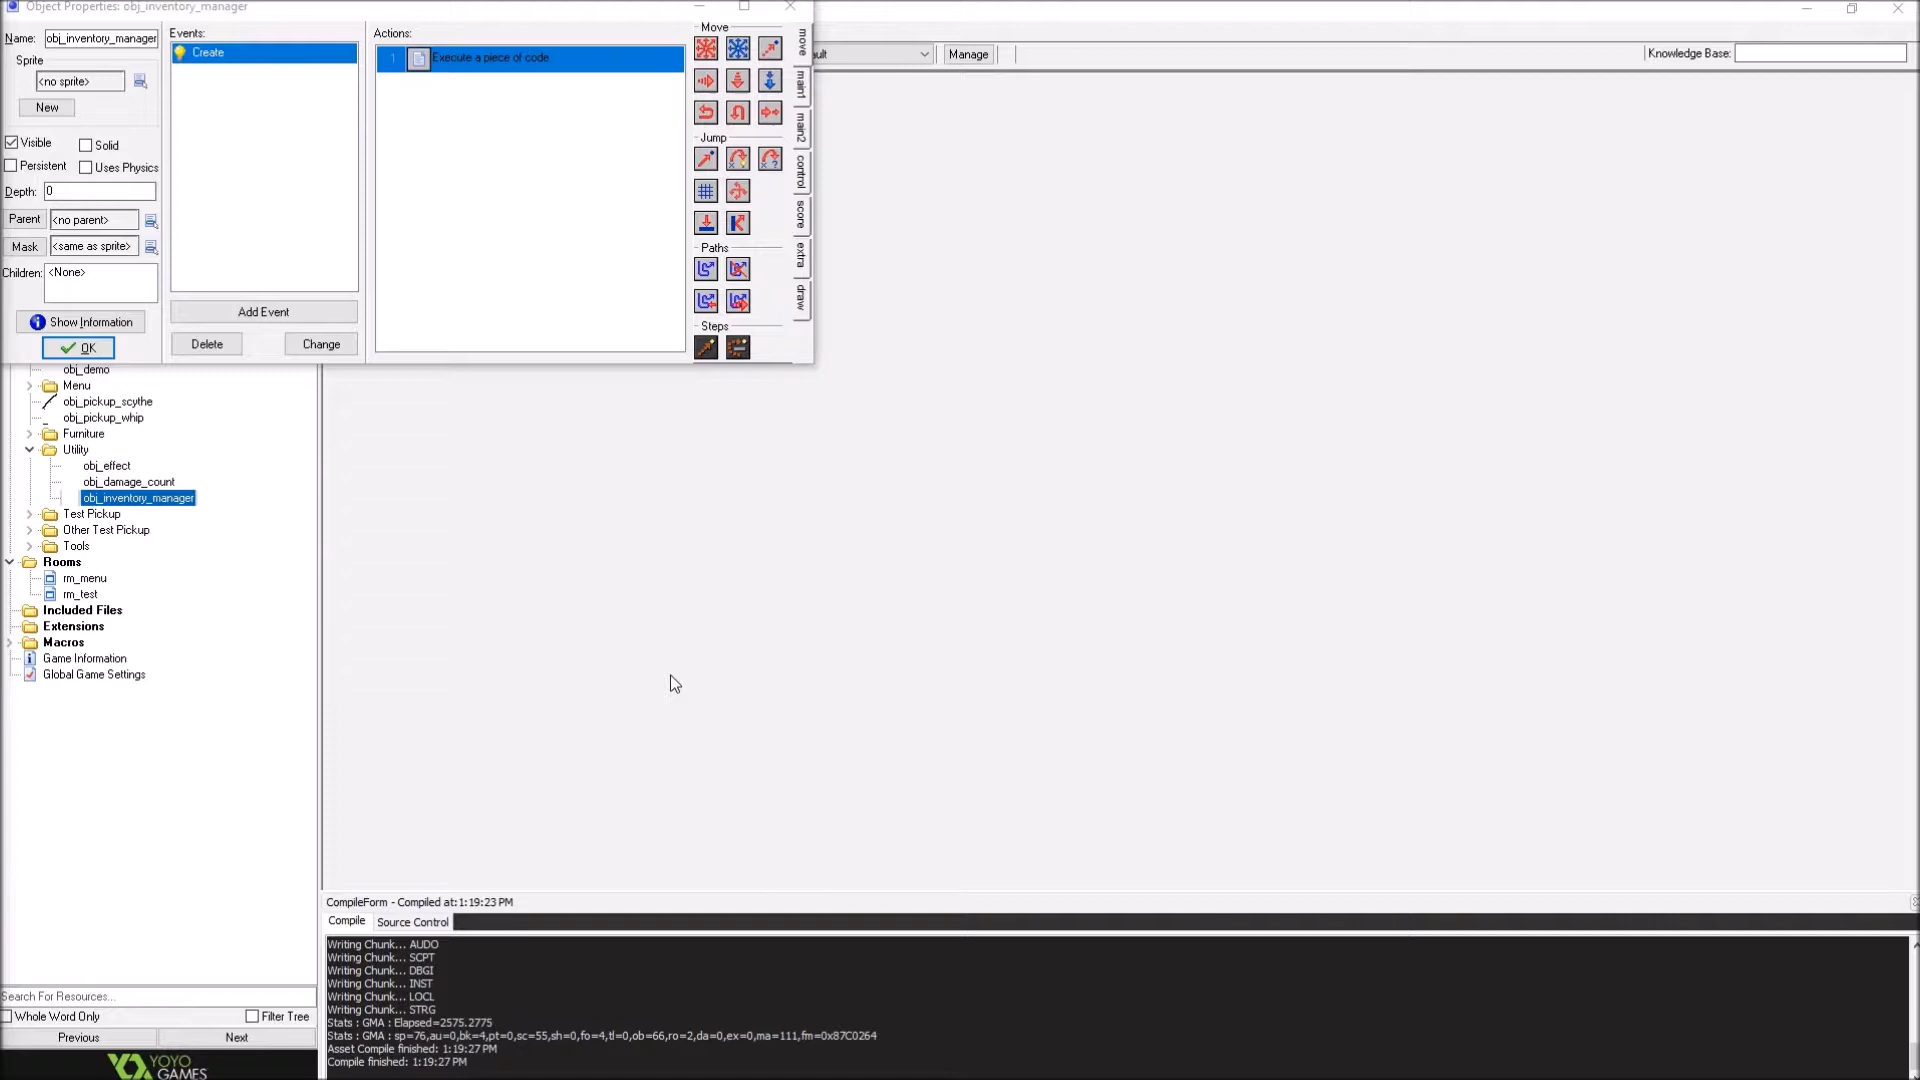 Object Properties: obj_inventory_manager
Name: obj_inventory_manager
Sprite
<no sprite>
New
Visible
Solid
Persistent
Uses Physics
Depth: 0
Parent <no parent>
Mask <same as sprite>
Children: <None>
Show Information
OK
Events:
Create
Add Event
Delete
Change
Actions:
1 Execute a piece of code
Move
Jump
Paths
Steps
move
main1
main2
control
score
extra
draw
ault
Manage
Knowledge Base:
obj_demo
Menu
obj_pickup_scythe
obj_pickup_whip
Furniture
Utility
obj_effect
obj_damage_count
obj_inventory_manager
Test Pickup
Other Test Pickup
Tools
Rooms
rm_menu
rm_test
Included Files
Extensions
Macros
Game Information
Global Game Settings
Search For Resources...
Whole Word Only
Filter Tree
Previous
Next
YOYO
GAMES
CompileForm - Compiled at:1:19:23 PM
Compile
Source Control
Writing Chunk... AUDO
Writing Chunk... SCPT
Writing Chunk... DBGI
Writing Chunk... INST
Writing Chunk... LOCL
Writing Chunk... STRG
Stats : GMA : Elapsed=2575.2775
Stats : GMA : sp=76,au=0,bk=4,pt=0,sc=55,sh=0,fo=4,tl=0,ob=66,ro=2,da=0,ex=0,ma=111,fm=0x87C0264
Asset Compile finished: 1:19:27 PM
Compile finished: 1:19:27 PM